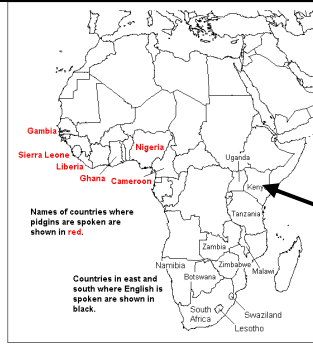 Gambia
Sierra Leone
Liberia
Ghana
Cameroon
Nigeria
Uganda
Kenya
Tanzania
Names of countries where
pidgins are spoken are
shown in red.
Countries in east and
south where English is
spoken are shown in
black.
Zambia
Malawi
Namibia
Zimbabwe
Botswana
South
Africa
Swaziland
Lesotho